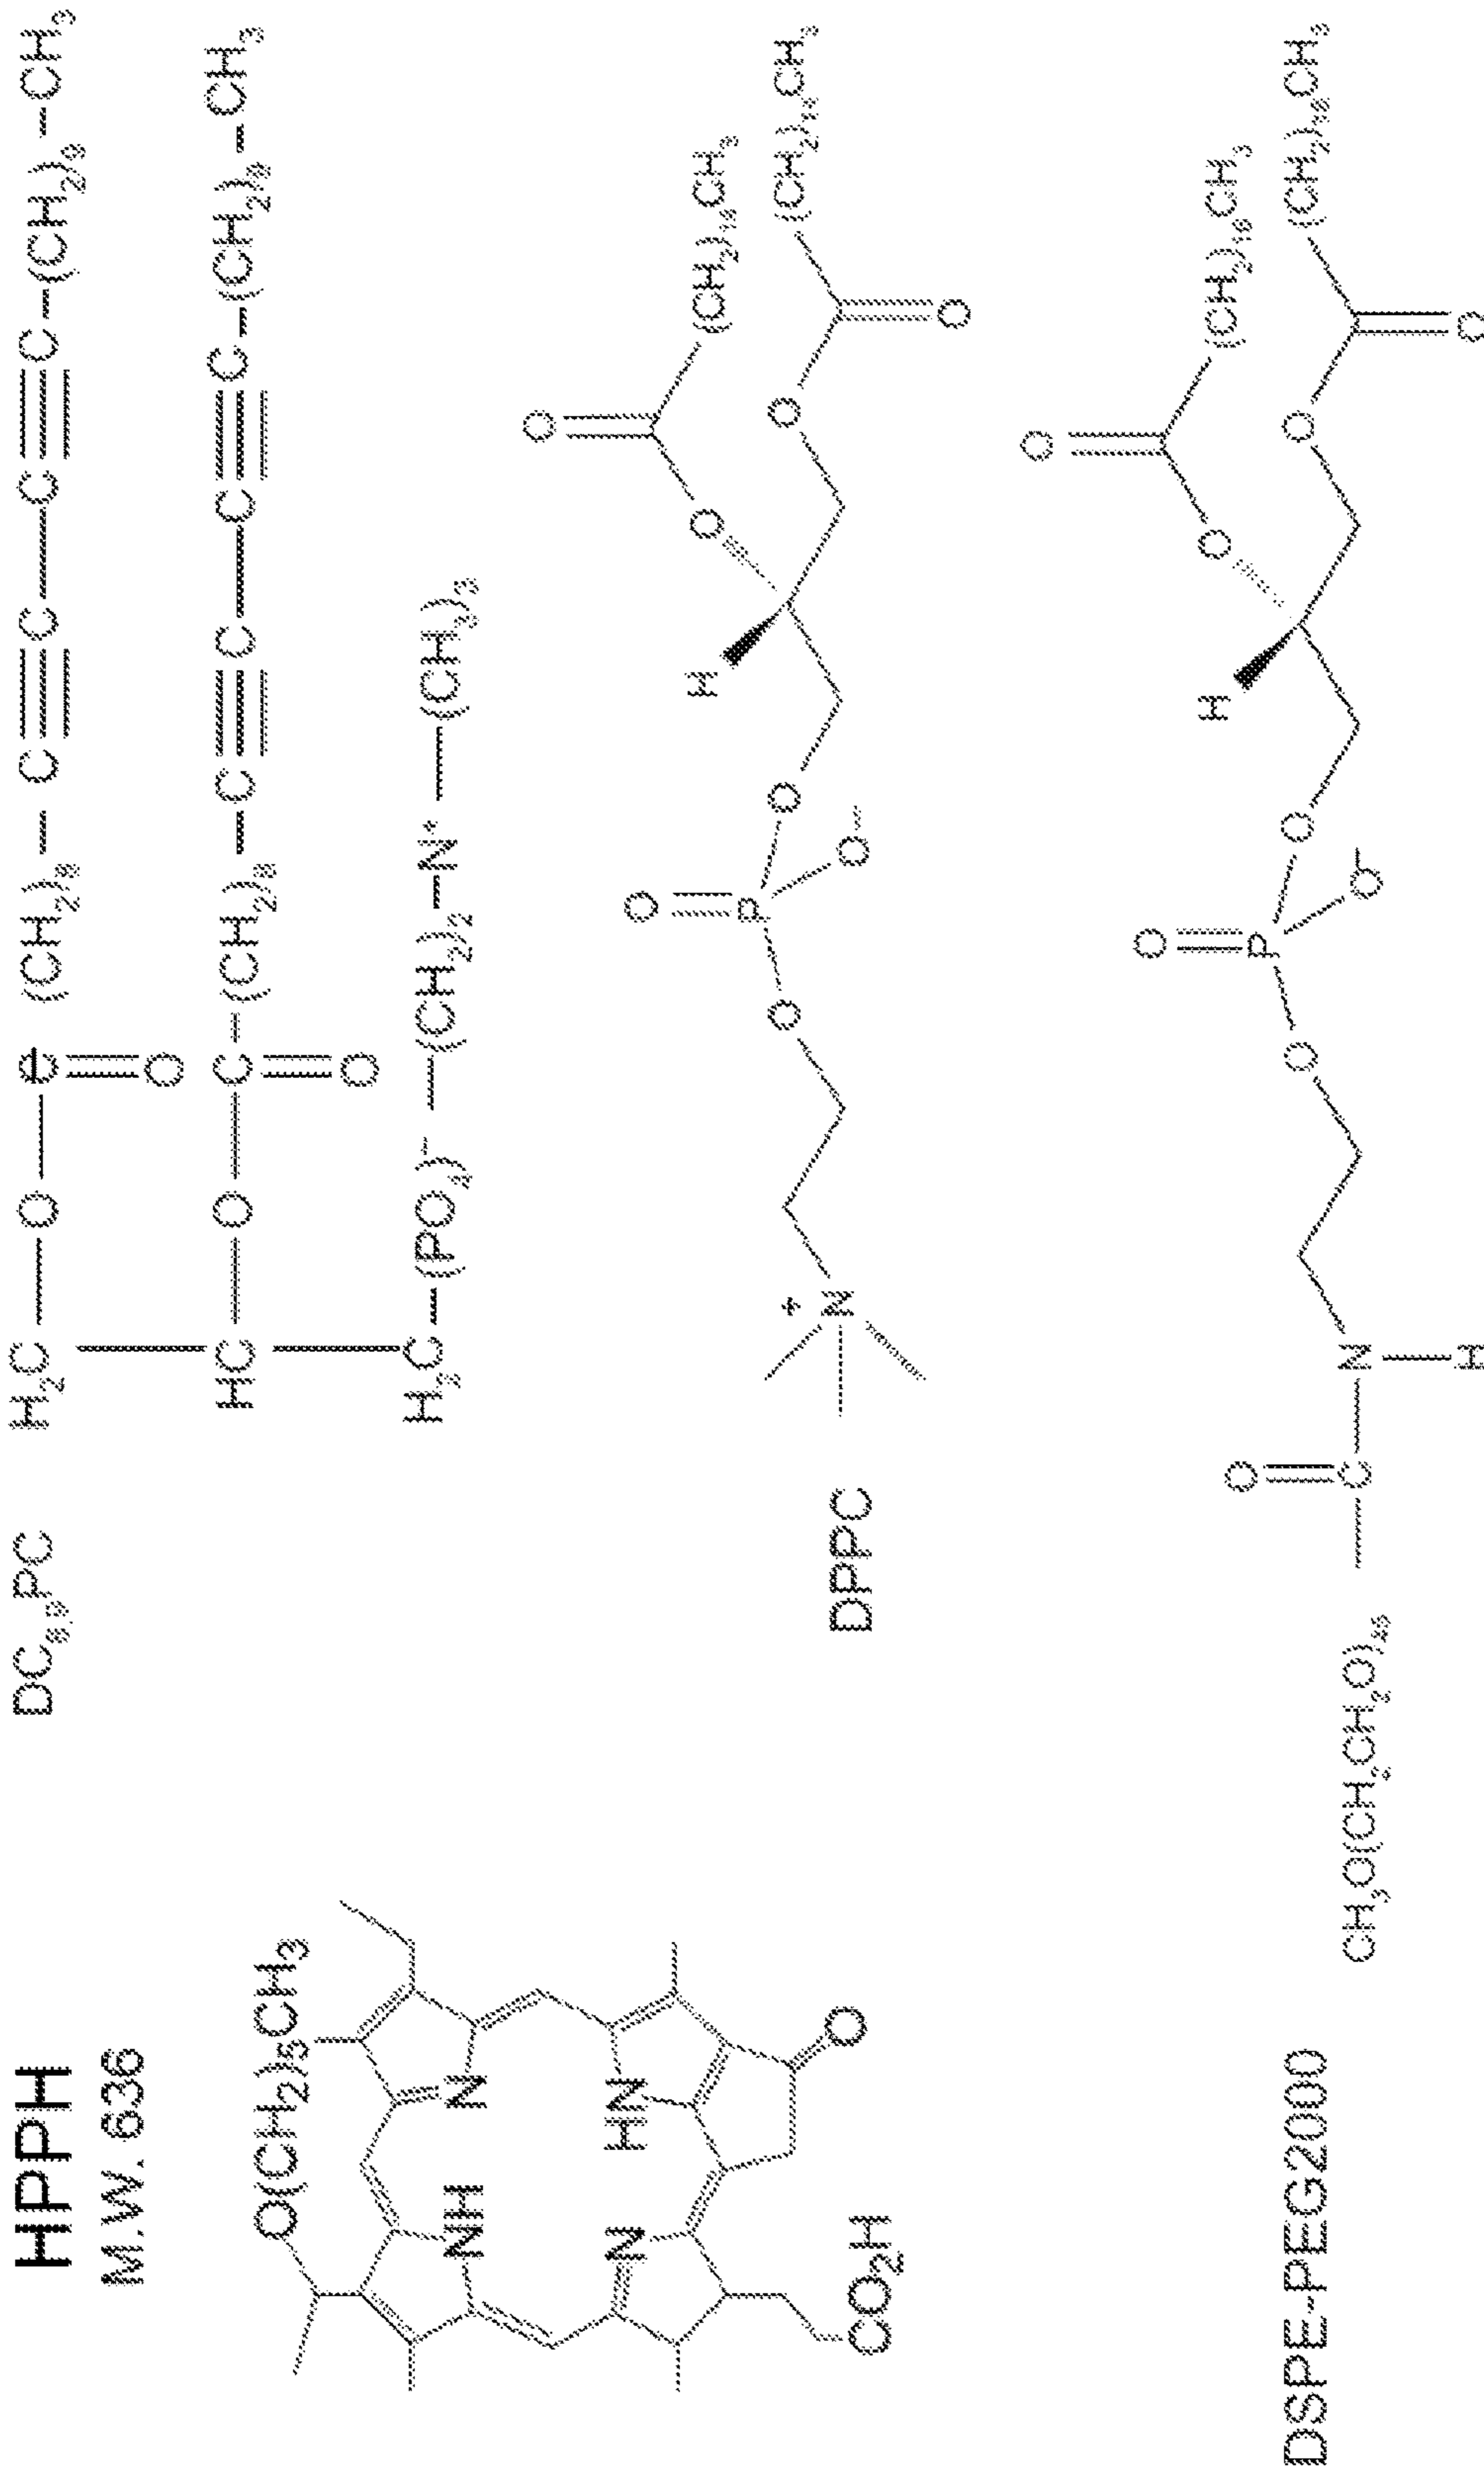 HPPH
M.W. 636
O(CH2)5CH3
N
NH
HN
N
O
CO2H
DC8,9PC
H2C — O — C (CH2)8 — C≡C — C≡C — (CH2)9 — CH3
O
HC — O — C — (CH2)8 — C≡C — C≡C — (CH2)9 — CH3
O
H2C — (PO4)- — (CH2)2 — N+ — (CH3)3
DPPC
N+
O
O
P
O-
O
H
O
O
(CH2)14CH3
O
O
(CH2)14CH3
DSPE-PEG2000
CH3O(CH2CH2O)45
O
C
N
H
O
O
P
O-
O
H
O
O
(CH2)16CH3
O
O
(CH2)16CH3